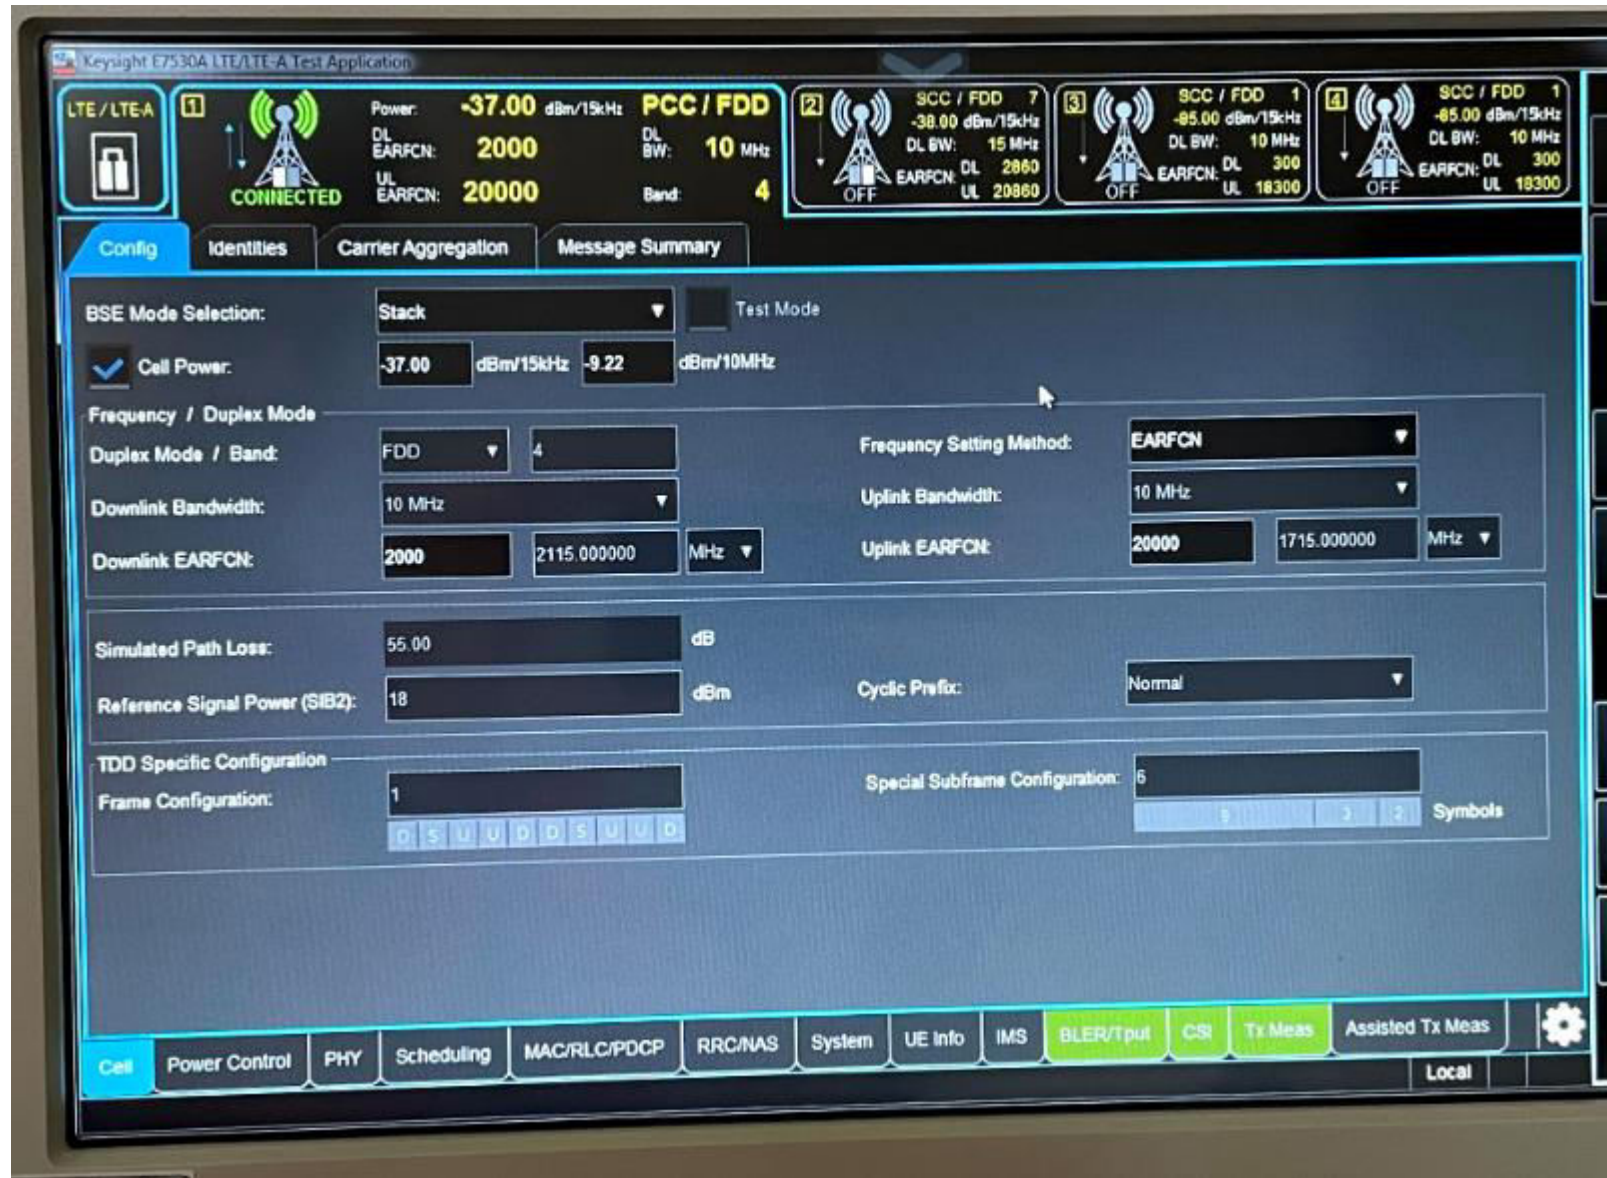 Keysight E7530A LTE/LTE-A Test Application
LTE / LTE-A
1
CONNECTED
Power: -37.00 dBm/15kHz PCC / FDD
DL EARFCN: 2000 DL BW: 10 MHz
UL EARFCN: 20000 Band: 4
2
OFF
SCC / FDD 7
-38.00 dBm/15kHz
DL BW: 15 MHz
EARFCN: DL 2860
UL 20860
3
OFF
SCC / FDD 1
-85.00 dBm/15kHz
DL BW: 10 MHz
EARFCN: DL 300
UL 18300
4
OFF
SCC / FDD 1
-85.00 dBm/15kHz
DL BW: 10 MHz
EARFCN: DL 300
UL 18300
Config Identities Carrier Aggregation Message Summary
BSE Mode Selection: Stack Test Mode
Cell Power: -37.00 dBm/15kHz -9.22 dBm/10MHz
Frequency / Duplex Mode
Duplex Mode / Band: FDD 4 Frequency Setting Method: EARFCN
Downlink Bandwidth: 10 MHz Uplink Bandwidth: 10 MHz
Downlink EARFCN: 2000 2115.000000 MHz Uplink EARFCN: 20000 1715.000000 MHz
Simulated Path Loss: 55.00 dB
Reference Signal Power (SIB2): 18 dBm Cyclic Prefix: Normal
TDD Specific Configuration
Frame Configuration: 1 Special Subframe Configuration: 6
D S U U D D S U U D 9 3 2 Symbols
Cell Power Control PHY Scheduling MAC/RLC/PDCP RRC/NAS System UE Info IMS BLER/Tput CSI Tx Meas Assisted Tx Meas
Local